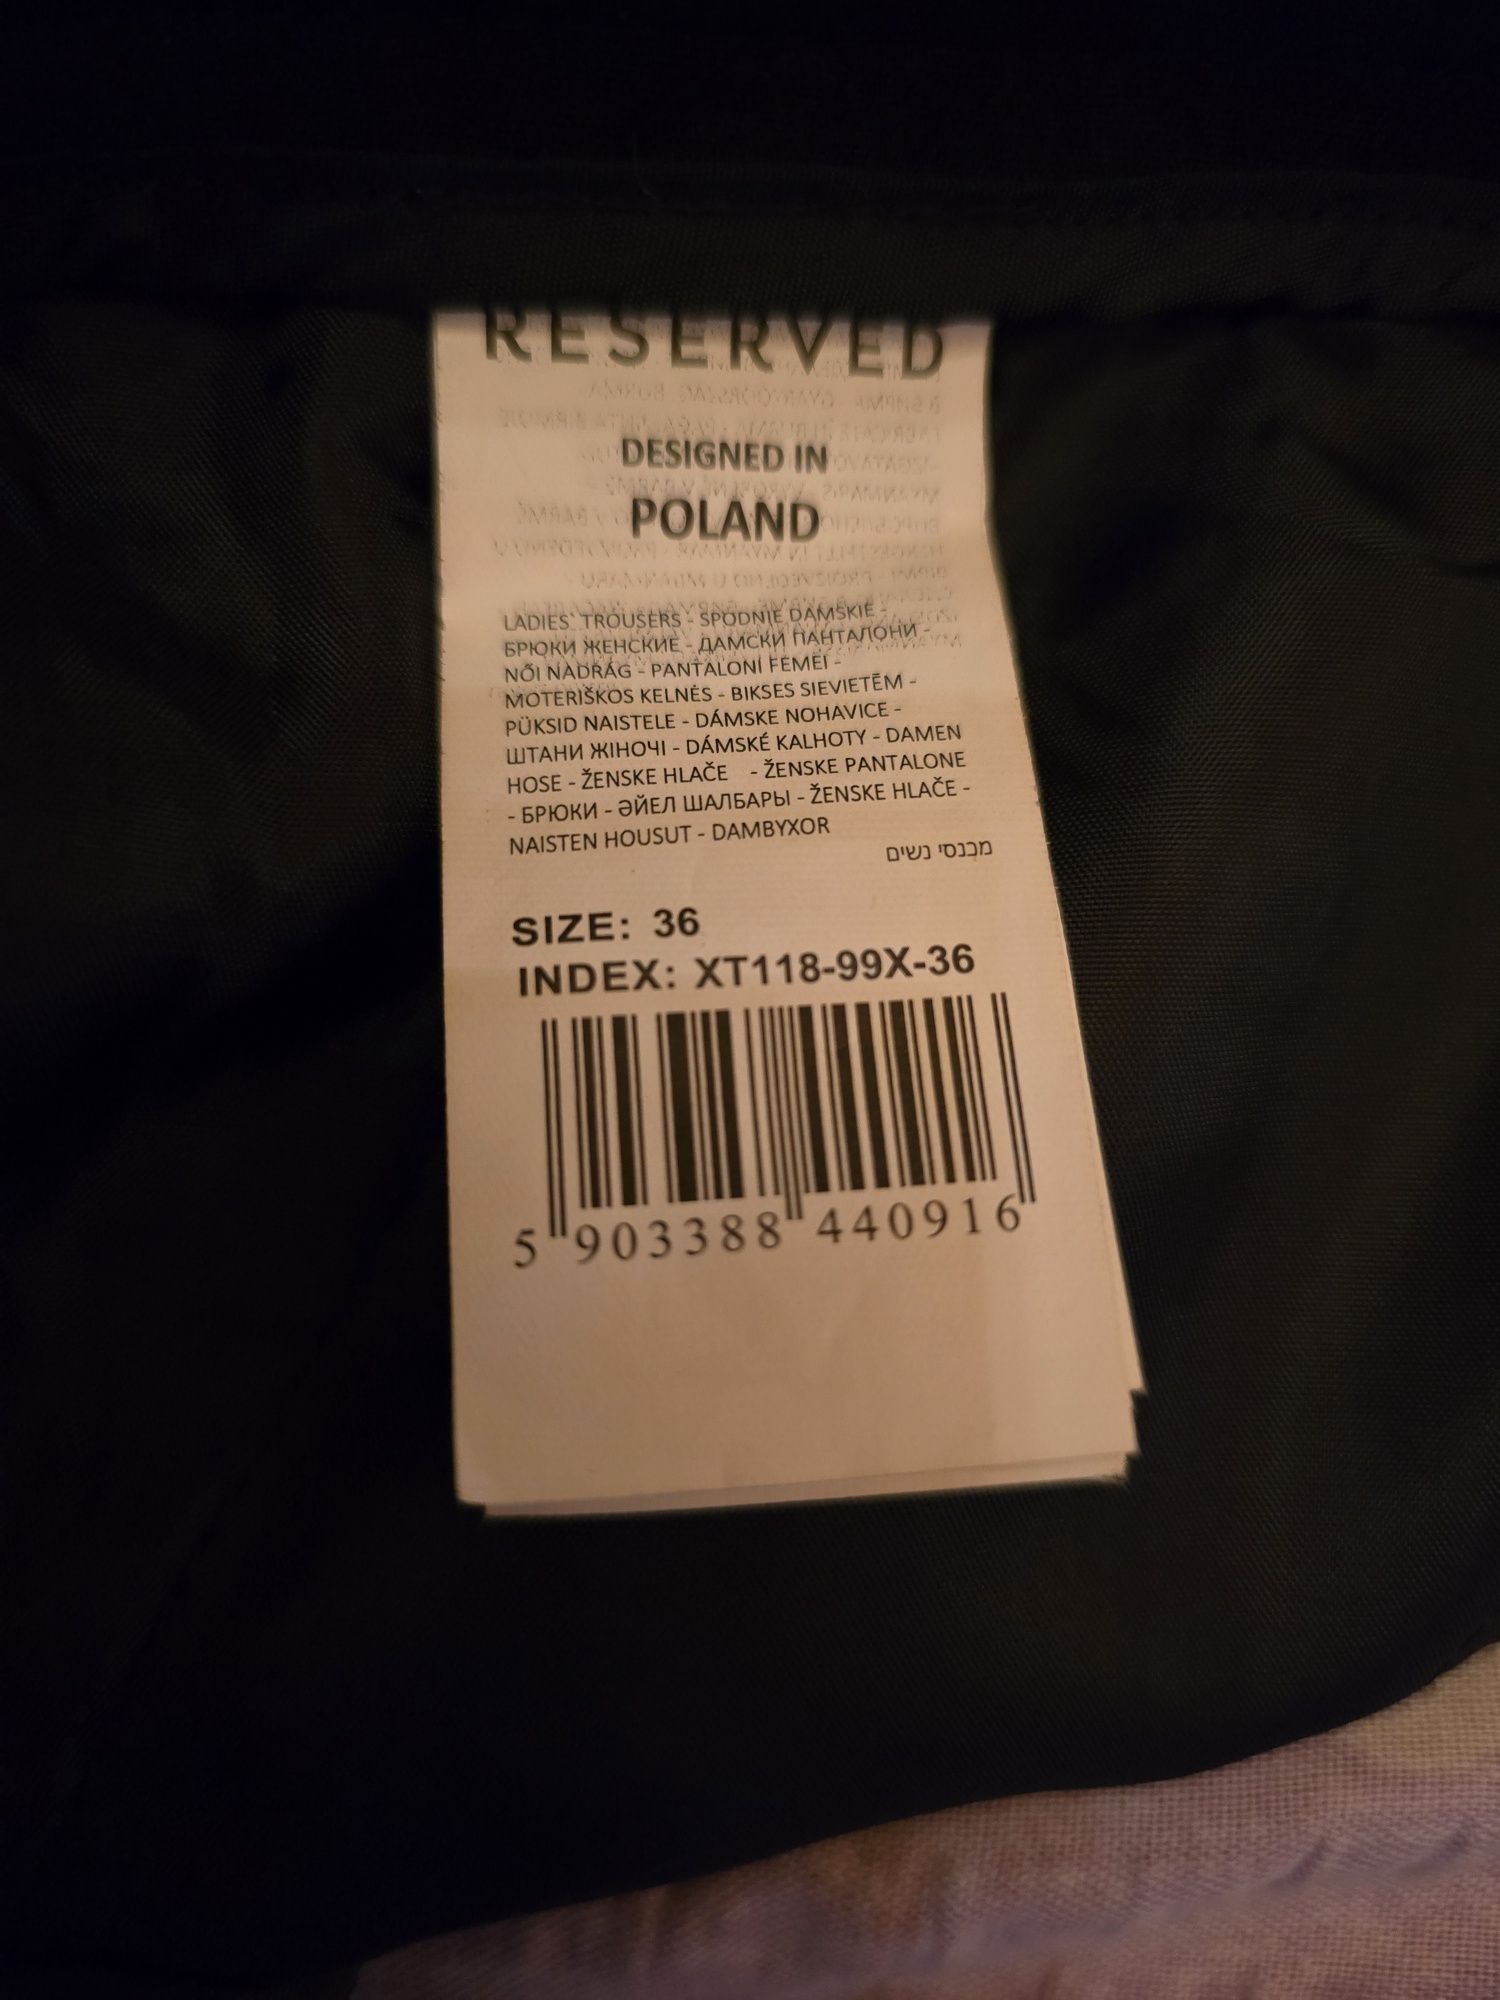 RESERVED
DESIGNED IN
POLAND
LADIES' TROUSERS - SPODNIE DAMSKIE -
БРЮКИ ЖЕНСКИЕ - ДАМСКИ ПАНТАЛОНИ -
NŐI NADRÁG - PANTALONI FEMEI -
MOTERIŠKOS KELNĖS - BIKSES SIEVIETĒM -
PÜKSID NAISTELE - DÁMSKE NOHAVICE -
ШТАНИ ЖІНОЧІ - DÁMSKÉ KALHOTY - DAMEN
HOSE - ŽENSKE HLAČE - ŽENSKE PANTALONE
- БРЮКИ - ӘЙЕЛ ШАЛБАРЫ - ŽENSKE HLAČE -
NAISTEN HOUSUT - DAMBYXOR
מכנסי נשים
SIZE: 36
INDEX: XT118-99X-36
5 903388 440916